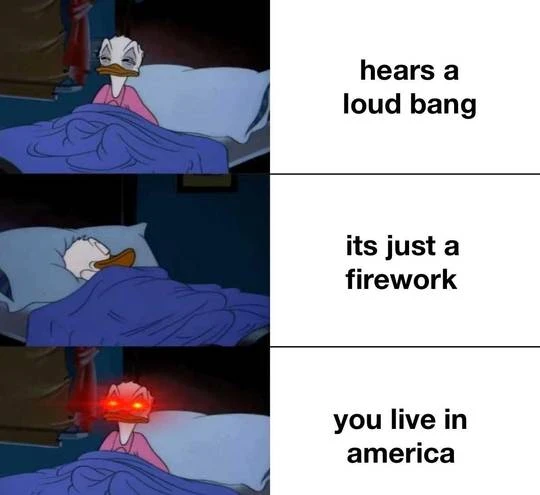 hears a
loud bang
its just a
firework
you live in
america